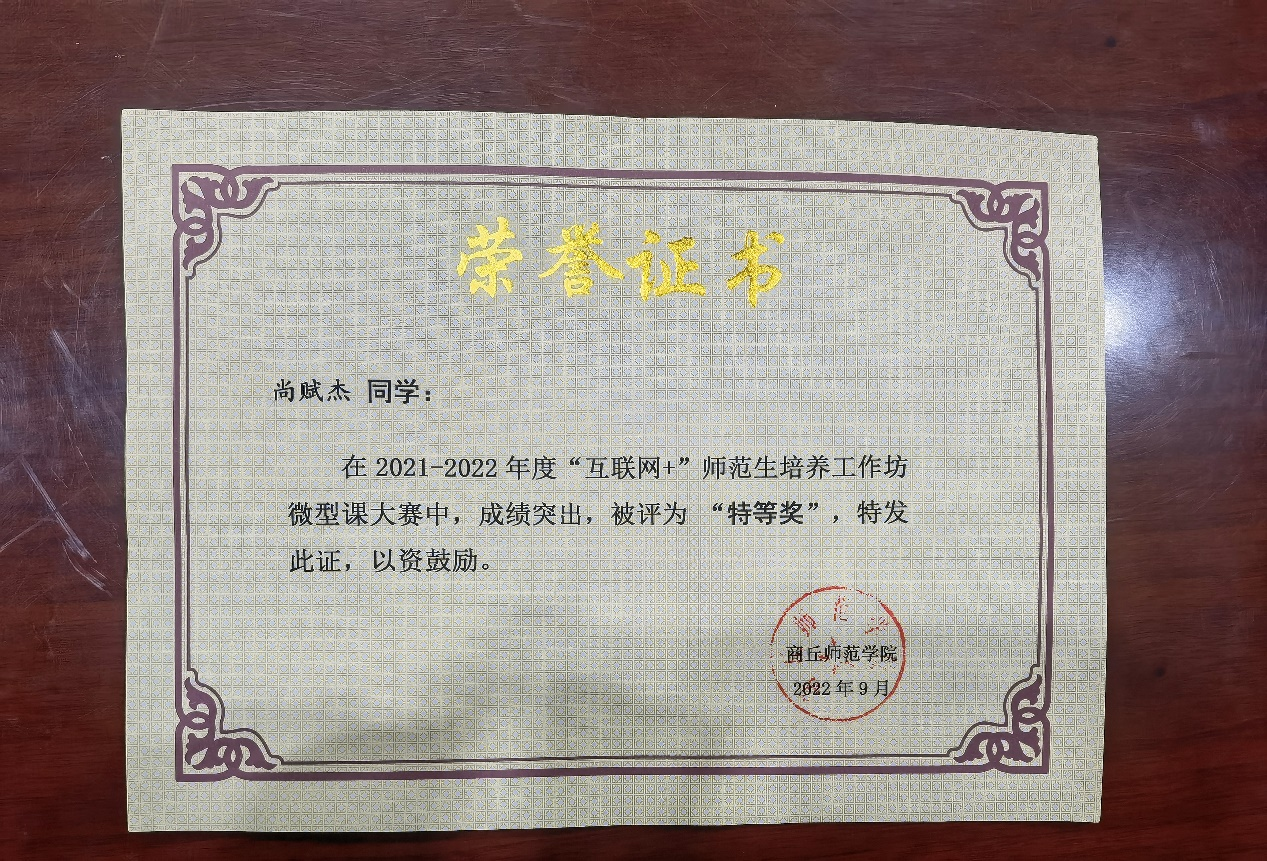 荣誉证书
尚赋杰 同学：
在 2021-2022 年度“互联网+”师范生培养工作坊
微型课大赛中，成绩突出，被评为 “特等奖”，特发
此证，以资鼓励。
商丘师范学院
2022 年 9 月